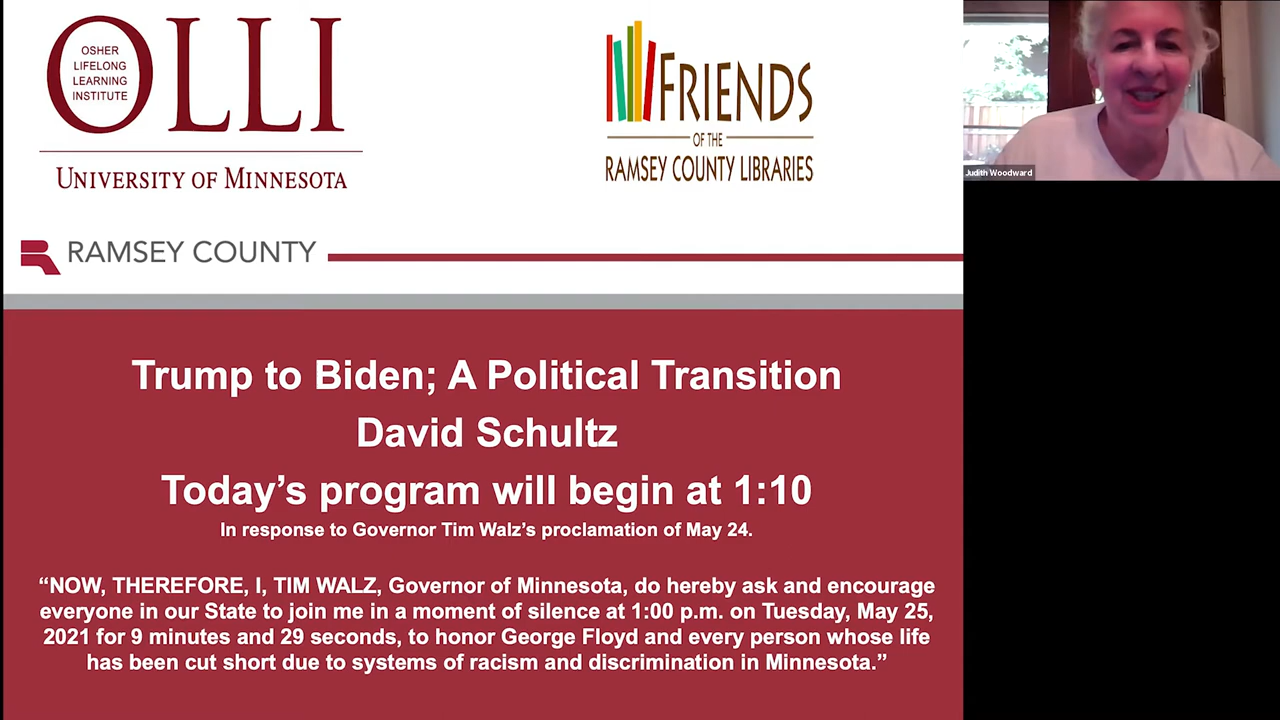 OLLI
OSHER
LIFELONG
LEARNING
INSTITUTE
UNIVERSITY OF MINNESOTA
FRIENDS
OF THE
RAMSEY COUNTY LIBRARIES
Judith Woodward
RAMSEY COUNTY
Trump to Biden; A Political Transition
David Schultz
Today’s program will begin at 1:10
In response to Governor Tim Walz’s proclamation of May 24.
“NOW, THEREFORE, I, TIM WALZ, Governor of Minnesota, do hereby ask and encourage
everyone in our State to join me in a moment of silence at 1:00 p.m. on Tuesday, May 25,
2021 for 9 minutes and 29 seconds, to honor George Floyd and every person whose life
has been cut short due to systems of racism and discrimination in Minnesota.”